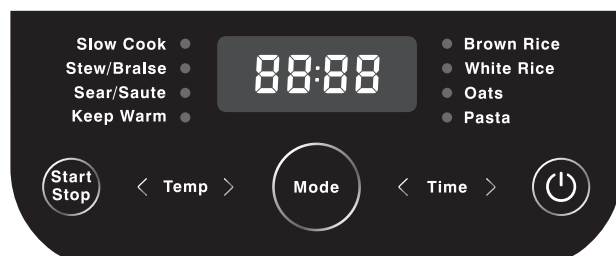 Slow Cook
Stew/Bralse
Sear/Saute
Keep Warm
88:88
Brown Rice
White Rice
Oats
Pasta
Start
Stop
< Temp >
Mode
< Time >